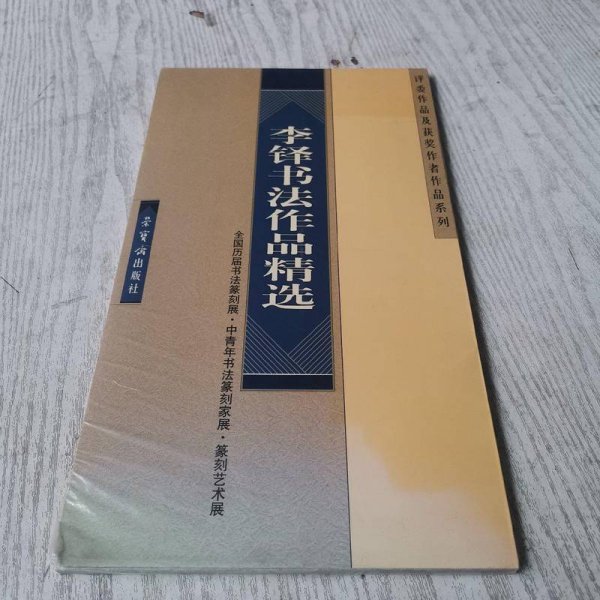 评委作品及获奖作者作品系列
李铎书法作品精选
全国历届书法篆刻展·中青年书法篆刻家展·篆刻艺术展
荣宝斋出版社